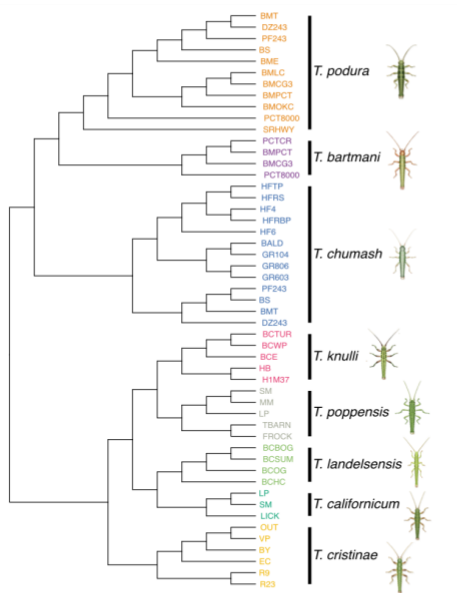 BMT
DZ243
PF243
BS
BME
BMLC
BMCG3
BMPCT
BMOKC
PCT8000
SRHWY
T. podura
PCTCR
BMPCT
BMCG3
PCT8000
T. bartmani
HFTP
HFRS
HF4
HFRBP
HF6
BALD
GR104
GR806
GR603
PF243
BS
BMT
DZ243
T. chumash
BCTUR
BCWP
BCE
HB
H1M37
T. knulli
SM
MM
LP
TBARN
FROCK
T. poppensis
BCBOG
BCSUM
BCOG
BCHC
T. landelsensis
LP
SM
LICK
T. californicum
OUT
VP
BY
EC
R9
R23
T. cristinae